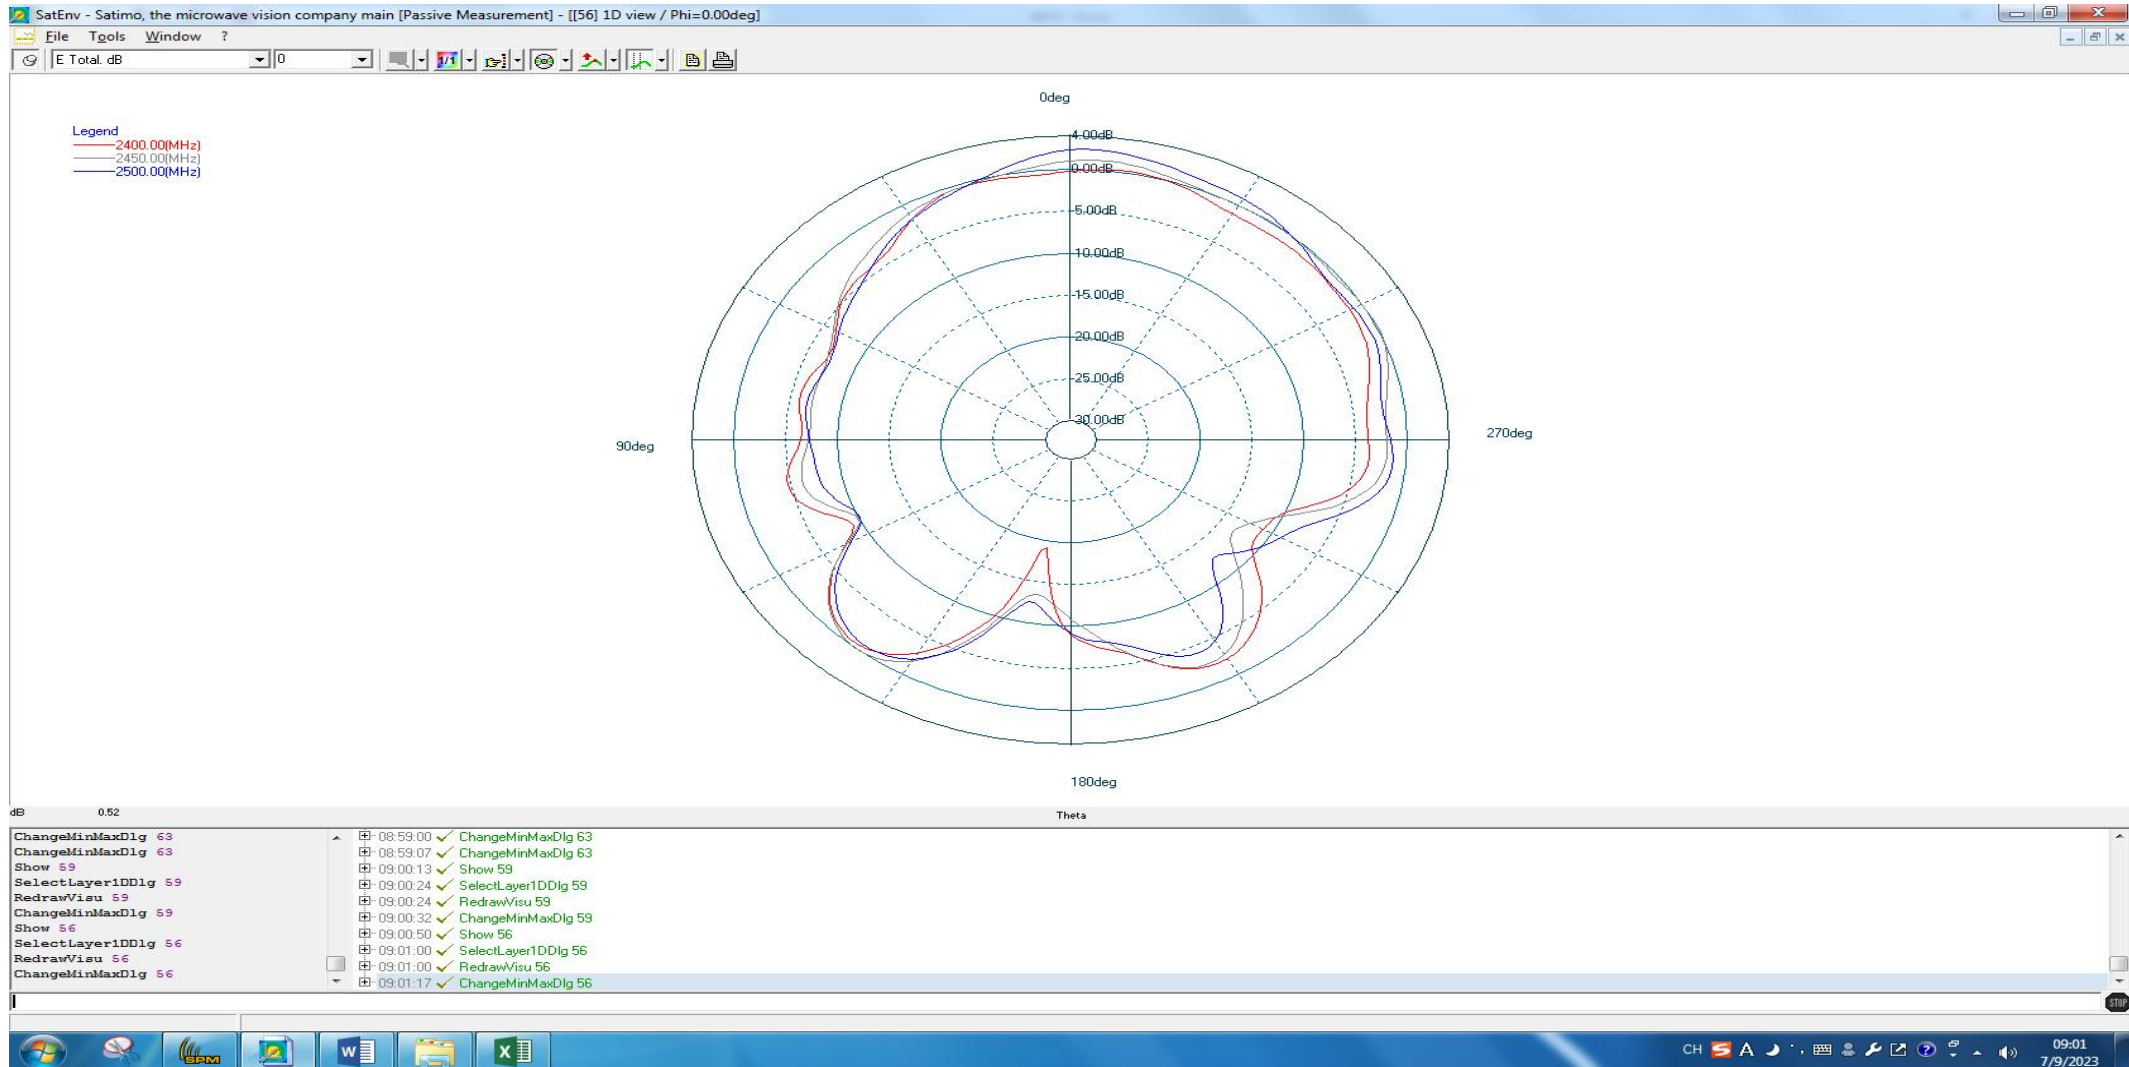 SatEnv - Satimo, the microwave vision company main [Passive Measurement] - [[56] 1D view / Phi=0.00deg]
File Tools Window ?
E Total. dB 0
1/1
0deg
Legend
2400.00(MHz)
2450.00(MHz)
2500.00(MHz)
4.00dB
0.00dB
-5.00dB
-10.00dB
-15.00dB
-20.00dB
-25.00dB
-30.00dB
90deg
270deg
180deg
dB 0.52 Theta
ChangeMinMaxDlg 63
ChangeMinMaxDlg 63
Show 59
SelectLayer1DDlg 59
RedrawVisu 59
ChangeMinMaxDlg 59
Show 56
SelectLayer1DDlg 56
RedrawVisu 56
ChangeMinMaxDlg 56
08:59:00 ChangeMinMaxDlg 63
08:59:07 ChangeMinMaxDlg 63
09:00:13 Show 59
09:00:24 SelectLayer1DDlg 59
09:00:24 RedrawVisu 59
09:00:32 ChangeMinMaxDlg 59
09:00:50 Show 56
09:01:00 SelectLayer1DDlg 56
09:01:00 RedrawVisu 56
09:01:17 ChangeMinMaxDlg 56
STOP
SPM
CH A
09:01
7/9/2023